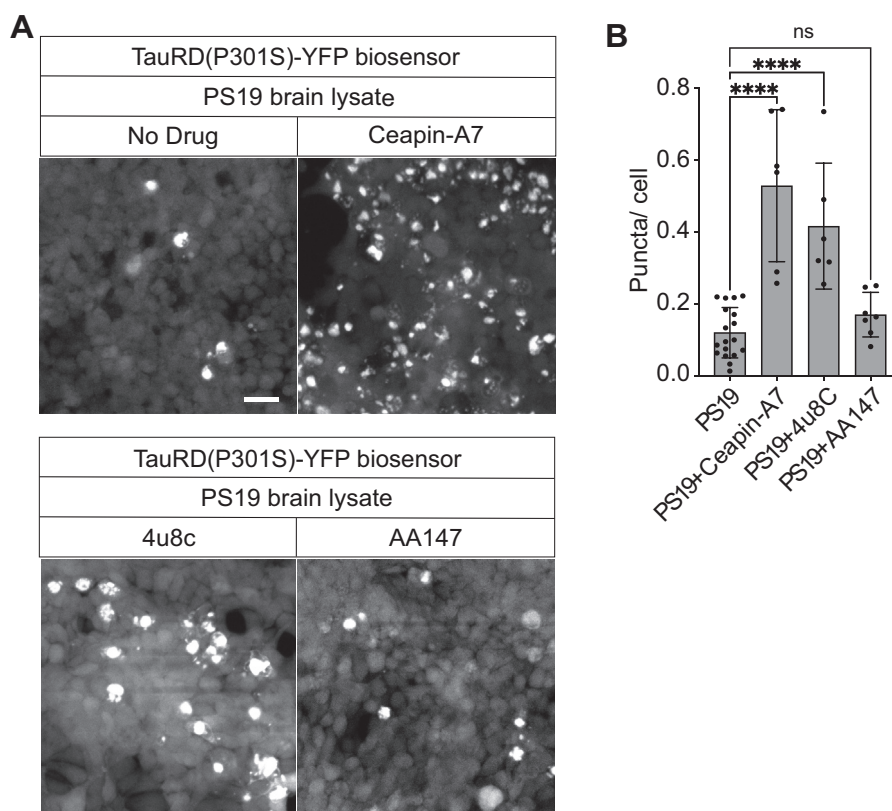 A
TauRD(P301S)-YFP biosensor
PS19 brain lysate
No Drug
Ceapin-A7
TauRD(P301S)-YFP biosensor
PS19 brain lysate
4u8c
AA147
B
ns
****
****
0.8
0.6
0.4
0.2
0.0
Puncta/ cell
PS19
PS19+Ceapin-A7
PS19+4u8C
PS19+AA147